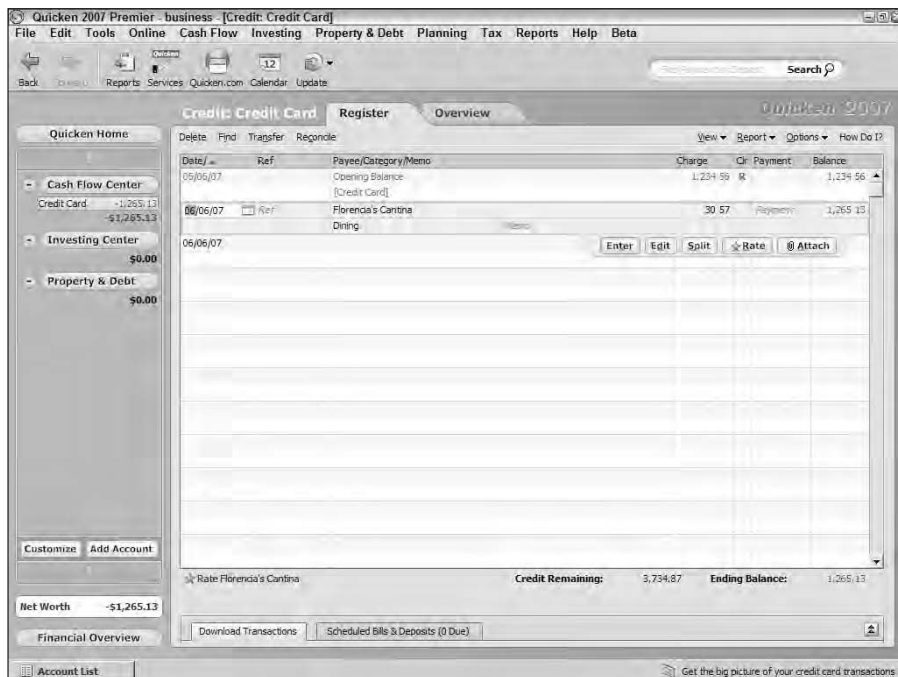 Quicken 2007 Premier - business - [Credit: Credit Card]
File Edit Tools Online Cash Flow Investing Property & Debt Planning Tax Reports Help Beta
Quicken
12
Back Reports Services Quicken.com Calendar Update Search
Credit: Credit Card Register Overview Quicken 2007
Quicken Home
Delete Find Transfer Reconcile View Report Options How Do I?
Date/ Ref Payee/Category/Memo Charge Clr Payment Balance
05/06/07 Opening Balance 1,234 56 R 1,234 56
[Credit Card]
- Cash Flow Center
Credit Card -1,265.13
-$1,265.13
06/06/07 Ref Florencia's Cantina 30 57 Payment 1,265 13
Dining Memo
06/06/07 Enter Edit Split Rate Attach
- Investing Center
$0.00
- Property & Debt
$0.00
Customize Add Account
Rate Florencia's Cantina Credit Remaining: 3,734.87 Ending Balance: 1,265.13
Net Worth -$1,265.13
Financial Overview
Download Transactions Scheduled Bills & Deposits (0 Due)
Account List Get the big picture of your credit card transactions